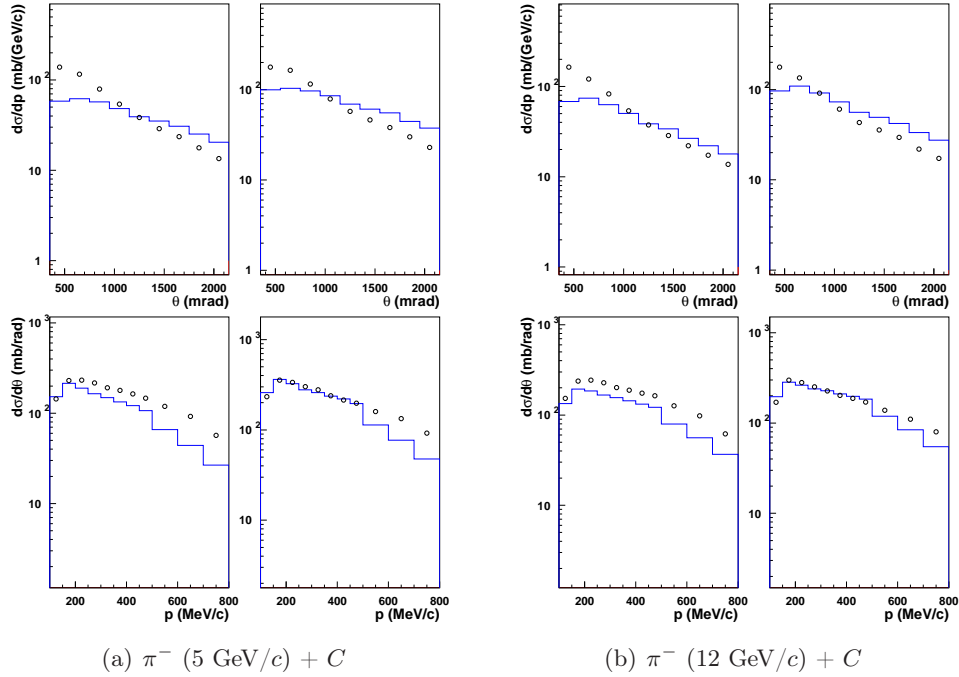 dσ/dp (mb/(GeV/c))
10²
10
1
500 1000 1500 2000
θ (mrad)
10²
10
1
500 1000 1500 2000
θ (mrad)
dσ/dθ (mb/rad)
10³
10²
10
200 400 600 800
p (MeV/c)
10²
10
200 400 600 800
p (MeV/c)
(a) π⁻ (5 GeV/c) + C
dσ/dp (mb/(GeV/c))
10²
10
1
500 1000 1500 2000
θ (mrad)
10²
10
1
500 1000 1500 2000
θ (mrad)
dσ/dθ (mb/rad)
10³
10²
10
200 400 600 800
p (MeV/c)
10²
10
200 400 600 800
p (MeV/c)
(b) π⁻ (12 GeV/c) + C